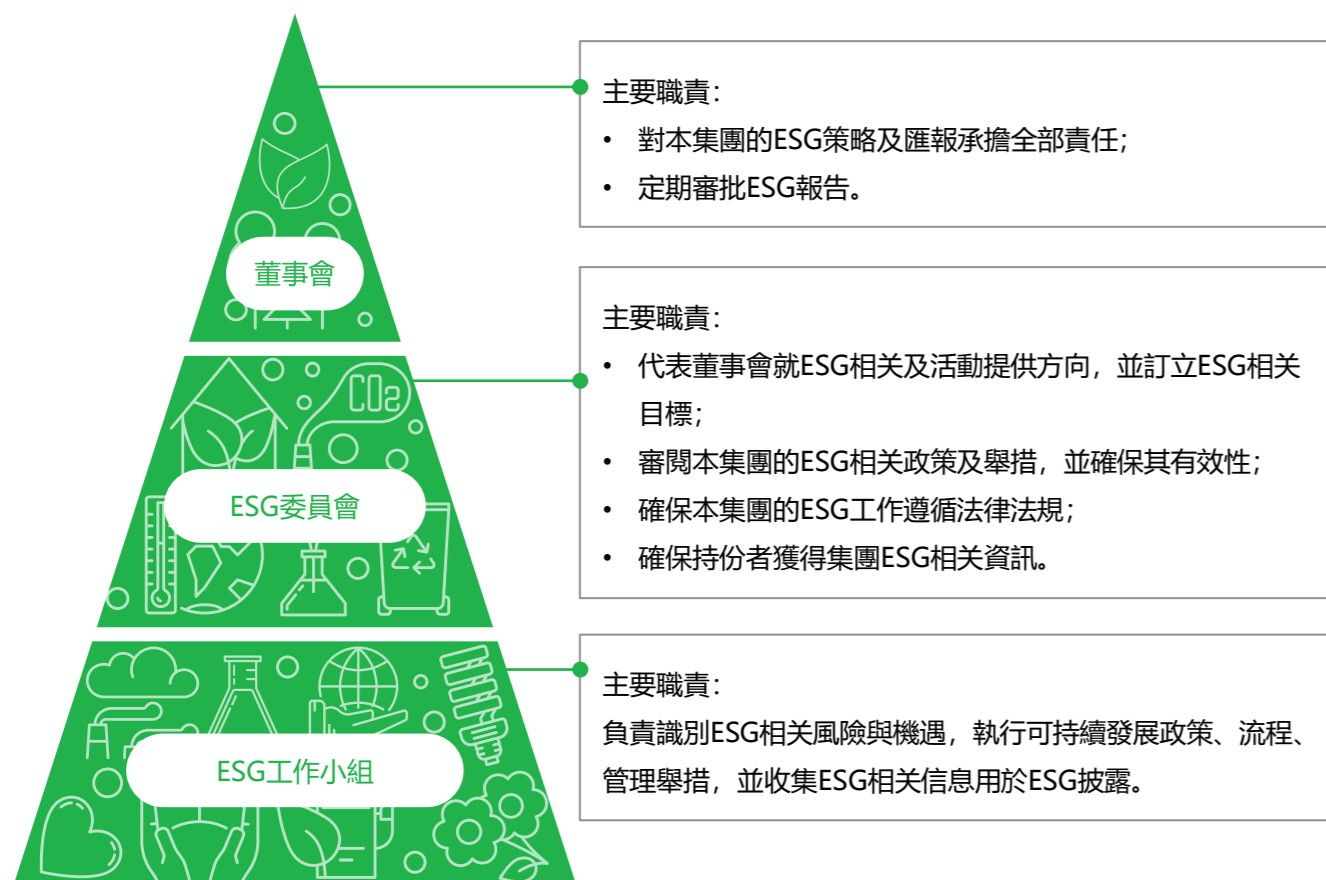 董事會
主要職責：
• 對本集團的ESG策略及匯報承擔全部責任；
• 定期審批ESG報告。
CO2
ESG委員會
主要職責：
• 代表董事會就ESG相关及活動提供方向，並訂立ESG相关
目標；
• 審閱本集團的ESG相关政策及舉措，並確保其有效性；
• 確保本集團的ESG工作遵循法律法規；
• 確保持份者獲得集團ESG相关資訊。
ESG工作小組
主要職責：
負責識別ESG相关風險與機遇，執行可持續發展政策、流程、
管理舉措，並收集ESG相关信息用於ESG披露。